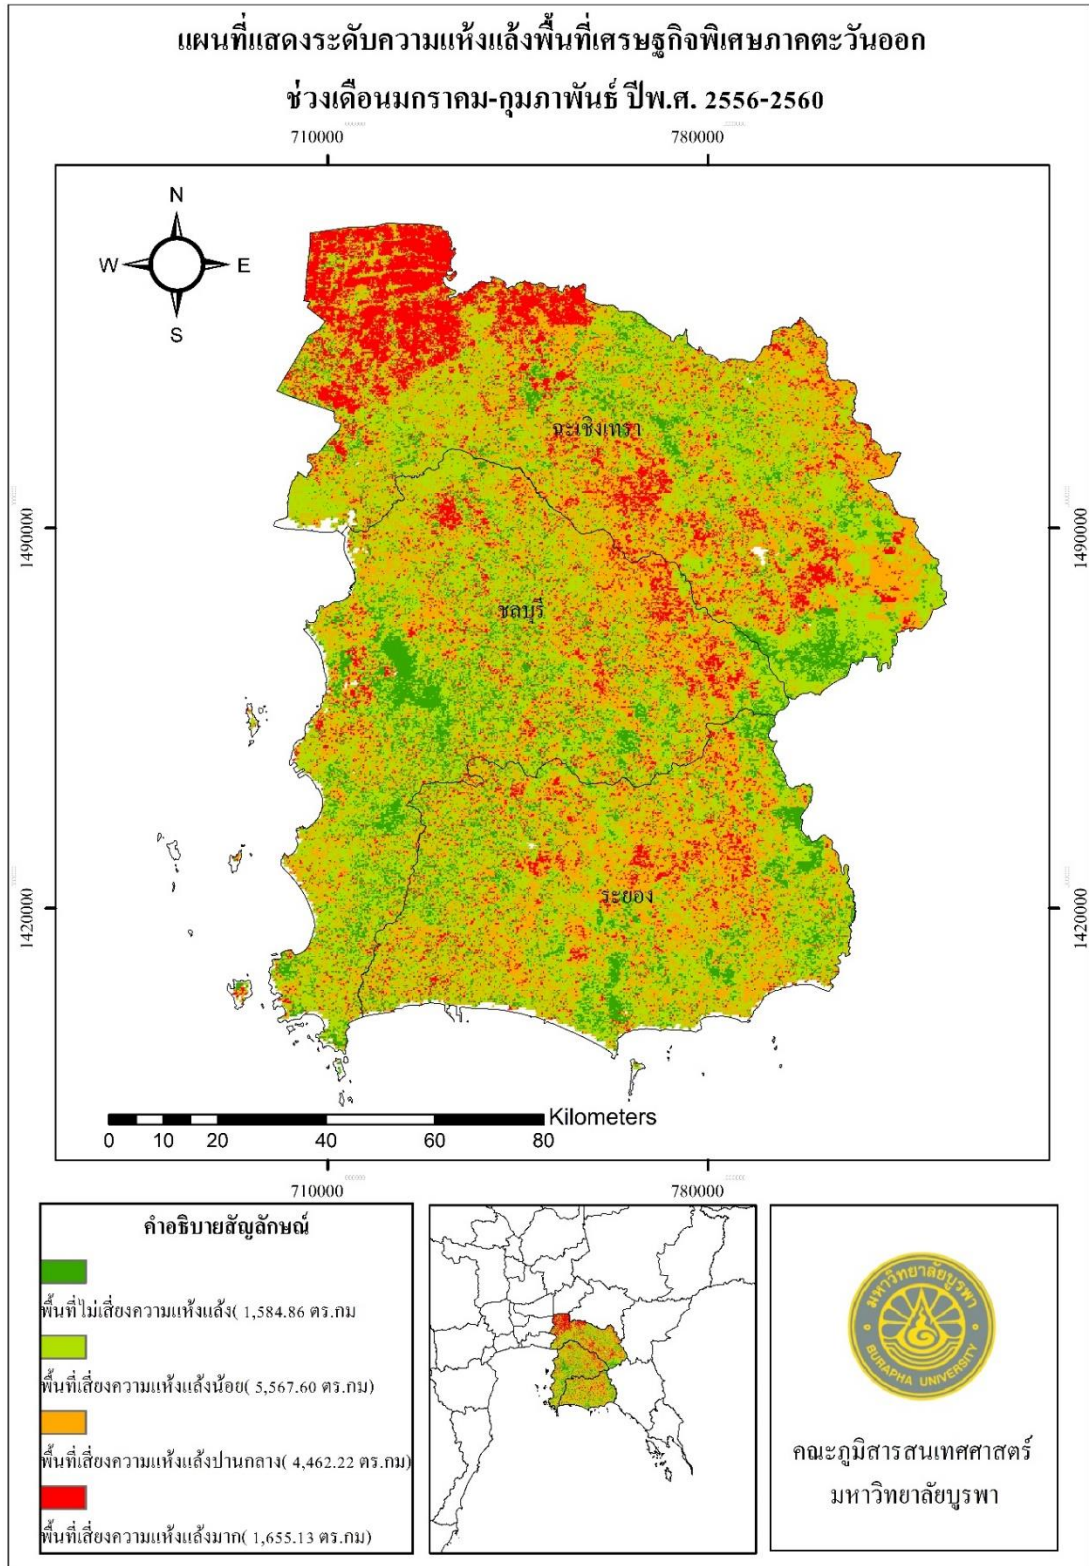 แผนที่แสดงระดับความแห้งแล้งพื้นที่เศรษฐกิจพิเศษภาคตะวันออก
ช่วงเดือนมกราคม-กุมภาพันธ์ ปีพ.ศ. 2556-2560
710000 780000
N
W E
S
ฉะเชิงเทรา
1490000 1490000
ชลบุรี
ระยอง
1420000 1420000
Kilometers
0 10 20 40 60 80
710000 780000
คำอธิบายสัญลักษณ์
พื้นที่ไม่เสี่ยงความแห้งแล้ง( 1,584.86 ตร.กม
พื้นที่เสี่ยงความแห้งแล้งน้อย( 5,567.60 ตร.กม)
พื้นที่เสี่ยงความแห้งแล้งปานกลาง( 4,462.22 ตร.กม)
พื้นที่เสี่ยงความแห้งแล้งมาก( 1,655.13 ตร.กม)
มหาวิทยาลัยบูรพา
BURAPHA UNIVERSITY
คณะภูมิสารสนเทศศาสตร์
มหาวิทยาลัยบูรพา